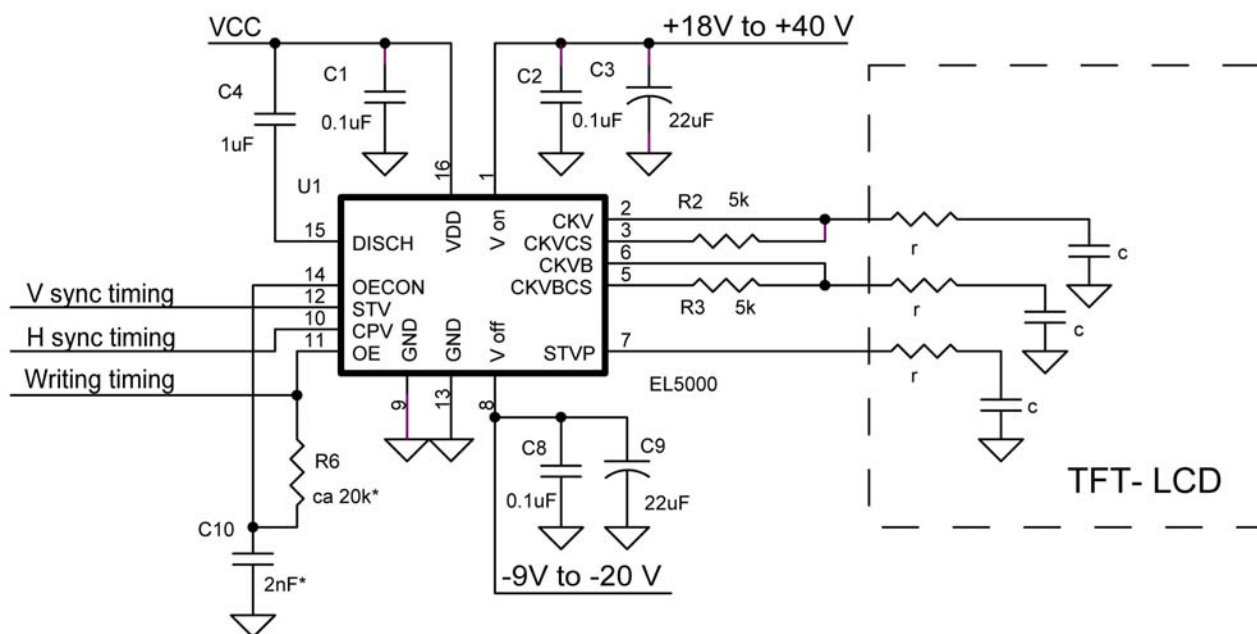 VCC
+18V to +40 V
C4
1uF
C1
0.1uF
C2
0.1uF
C3
22uF
U1
16
1
15
DISCH
VDD
V on
CKV
2
R2
5k
CKVCS
3
CKVB
6
CKVBCS
5
R3
5k
14
OECON
V sync timing
12
STV
H sync timing
10
CPV
Writing timing
11
OE
GND
GND
V off
STVP
7
EL5000
9
13
8
r
c
r
c
r
c
R6
ca 20k*
C10
2nF*
C8
0.1uF
C9
22uF
-9V to -20 V
TFT- LCD